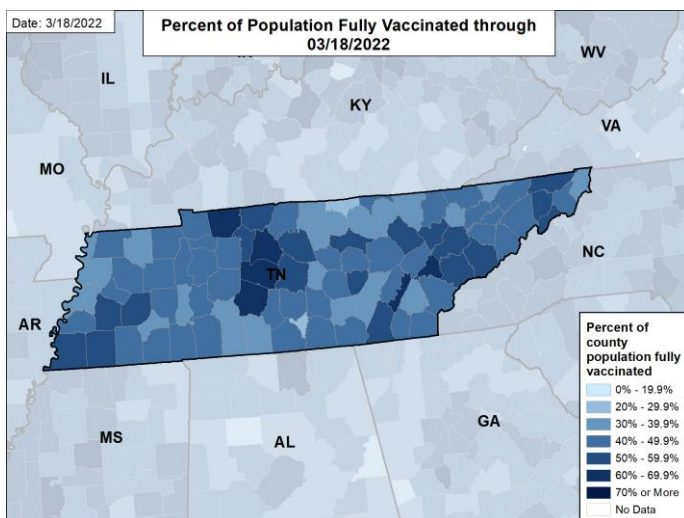 Date: 3/18/2022
Percent of Population Fully Vaccinated through
03/18/2022
WV
IL
KY
VA
MO
NC
TN
AR
MS
AL
GA
Percent of
county
population fully
vaccinated
0% - 19.9%
20% - 29.9%
30% - 39.9%
40% - 49.9%
50% - 59.9%
60% - 69.9%
70% or More
No Data